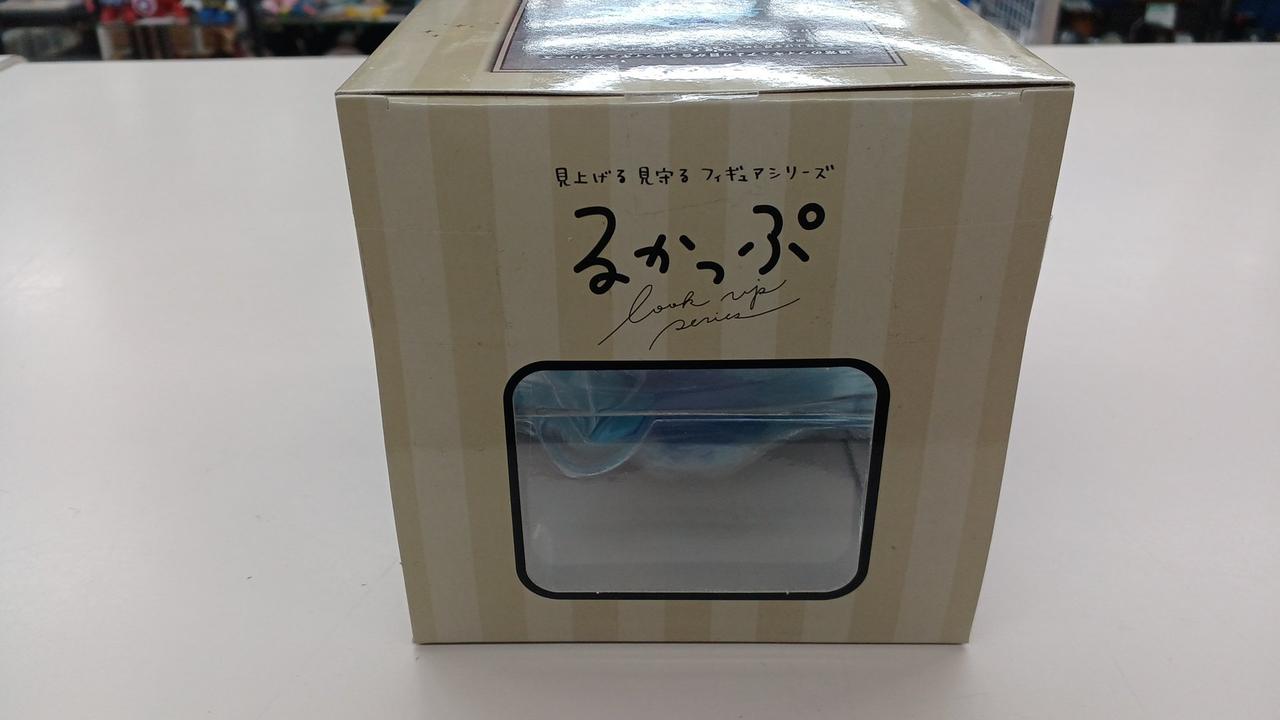 見上げる 見守る フィギュアシリーズ
るかっぷ
look up
series